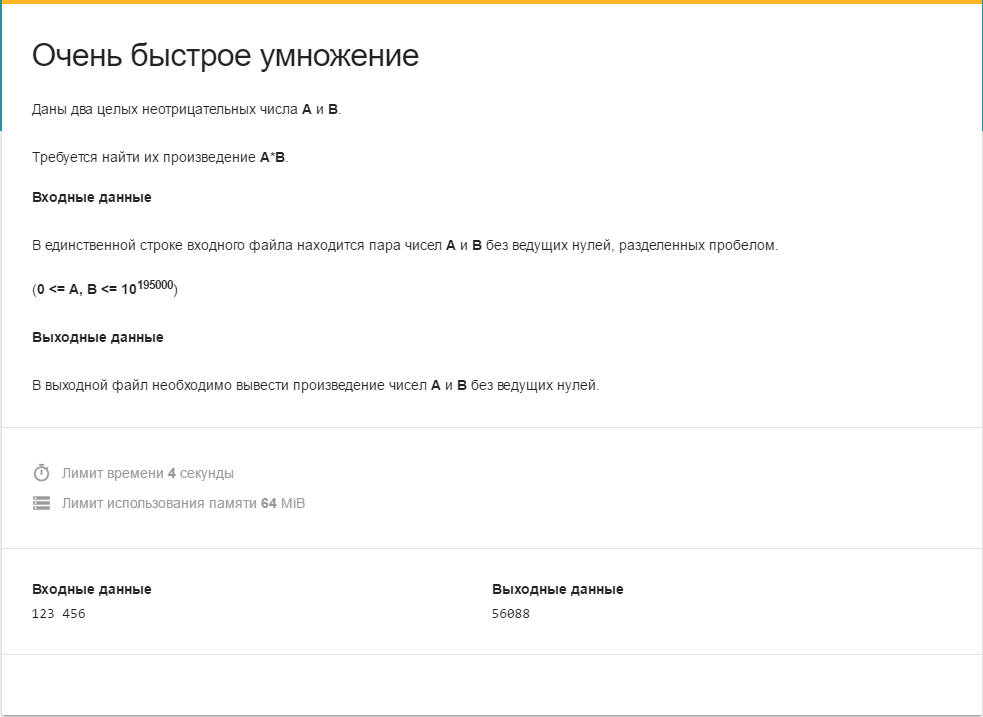 Очень быстрое умножение
Даны два целых неотрицательных числа A и B.
Требуется найти их произведение A*B.
Входные данные
В единственной строке входного файла находится пара чисел A и B без ведущих нулей, разделенных пробелом.
(0 <= A, B <= 10^195000)
Выходные данные
В выходной файл необходимо вывести произведение чисел A и B без ведущих нулей.
Лимит времени 4 секунды
Лимит использования памяти 64 MiB
Входные данные Выходные данные
123 456 56088